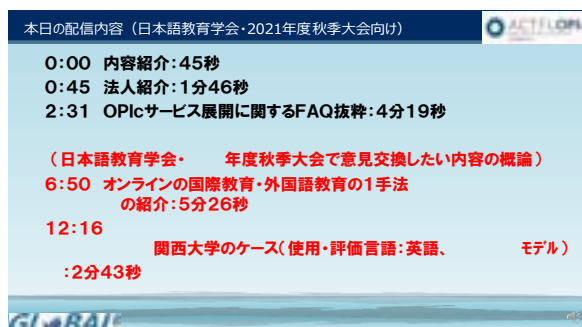 本日の配信内容（日本語教育学会・2021年度秋季大会向け）
0:00 内容紹介：45秒
0:45 法人紹介：1分46秒
2:31 OPIcサービス展開に関するFAQ抜粋：4分19秒
（日本語教育学会・ 年度秋季大会で意見交換したい内容の概論）
6:50 オンラインの国際教育・外国語教育の1手法
の紹介：5分26秒
12:16
関西大学のケース（使用・評価言語：英語、 モデル）
：2分43秒